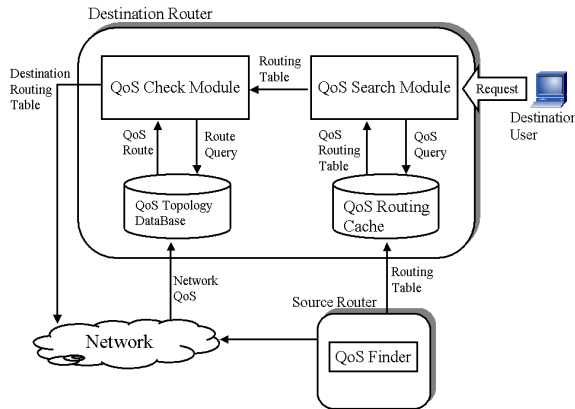 Destination Router
Destination
Routing
Table
QoS Check Module
Routing
Table
QoS Search Module
Request
Destination
User
QoS
Route
Route
Query
QoS
Routing
Table
QoS
Query
QoS Topology
DataBase
QoS Routing
Cache
Network
QoS
Routing
Table
Source Router
Network
QoS Finder